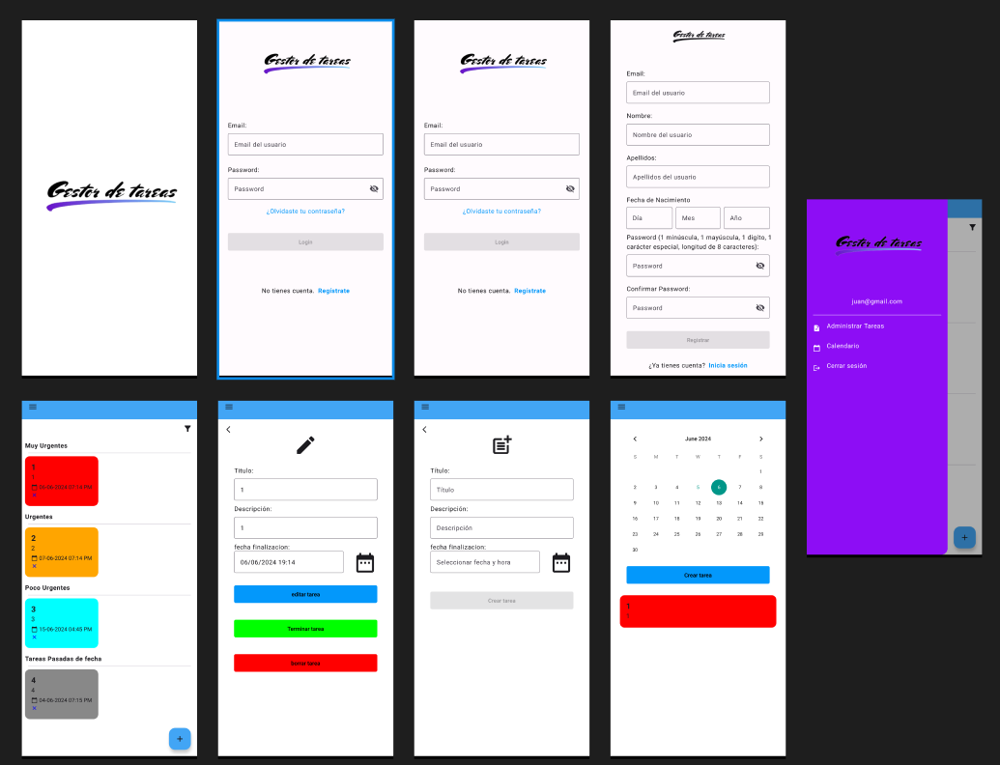 Gestor de tareas
Gestor de tareas
Email:
Email del usuario
Password:
Password
¿Olvidaste tu contraseña?
Login
No tienes cuenta. Registrate
Gestor de tareas
Email:
Email del usuario
Password:
Password
¿Olvidaste tu contraseña?
Login
No tienes cuenta. Registrate
Gestor de tareas
Email:
Email del usuario
Nombre:
Nombre del usuario
Apellidos:
Apellidos del usuario
Fecha de Nacimiento
Día Mes Año
Password (1 minúscula, 1 mayúscula, 1 digito, 1
carácter especial, longitud de 8 caracteres):
Password
Confirmar Password:
Password
Registrar
¿Ya tienes cuenta? Inicia sesión
Gestor de tareas
juan@gmail.com
Administrar Tareas
Calendario
Cerrar sesión
+
Muy Urgentes
1
1
06-06-2024 07:14 PM
Urgentes
2
2
07-06-2024 07:14 PM
Poco Urgentes
3
3
15-06-2024 04:45 PM
Tareas Pasadas de fecha
4
4
04-06-2024 07:15 PM
+
Titulo:
1
Descripción:
1
fecha finalizacion:
06/06/2024 19:14
editar tarea
Terminar tarea
Borrar tarea
Título:
Título
Descripción:
Descripción
fecha finalizacion:
Seleccionar fecha y hora
Crear tarea
June 2024
S M T W T F S
1
2 3 4 5 6 7 8
9 10 11 12 13 14 15
16 17 18 19 20 21 22
23 24 25 26 27 28 29
30
Crear tarea
1
1